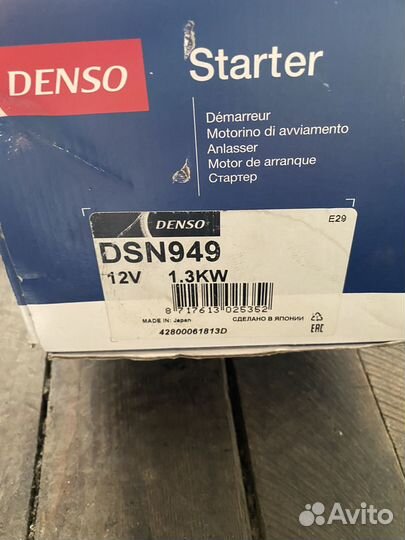 DENSO
Starter
Démarreur
Motorino di avviamento
Anlasser
Motor de arranque
Стартер
DENSO
E29
DSN949
12V 1.3KW
8 717613 025352
MADE IN: Japan
СДЕЛАНО В ЯПОНИИ
EAC
42800061813D
Avito